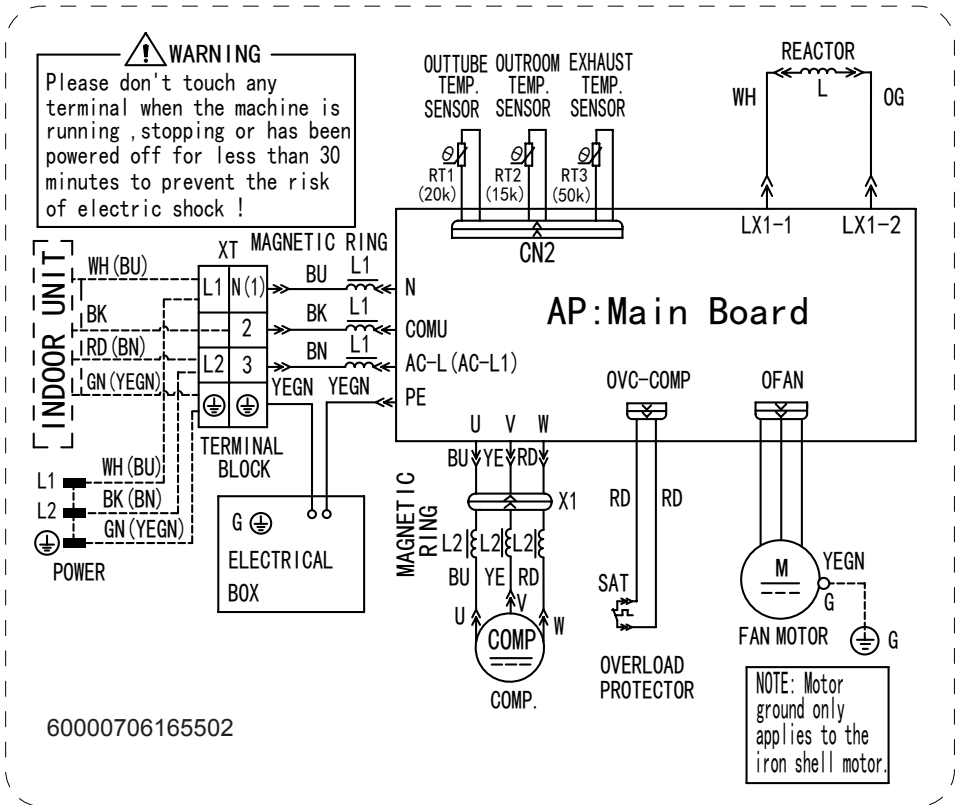 WARNING
Please don't touch any
terminal when the machine is
running ,stopping or has been
powered off for less than 30
minutes to prevent the risk
of electric shock !
OUTTUBE OUTROOM EXHAUST
TEMP. TEMP. TEMP.
SENSOR SENSOR SENSOR
θ θ θ
RT1 RT2 RT3
(20k) (15k) (50k)
CN2
REACTOR
L
WH OG
LX1-1 LX1-2
INDOOR UNIT
WH(BU)
BK
RD(BN)
GN(YEGN)
XT
L1 N(1)
2
L2 3
TERMINAL
BLOCK
MAGNETIC RING
BU L1 N
BK L1 COMU
BN L1 AC-L(AC-L1)
YEGN YEGN PE
AP:Main Board
OVC-COMP OFAN
U V W
BU YE RD
X1
MAGNETIC
RING
L2 L2 L2
BU YE RD
U V W
COMP
COMP.
RD RD
SAT
OVERLOAD
PROTECTOR
M
YEGN
G
FAN MOTOR
G
NOTE: Motor
ground only
applies to the
iron shell motor.
L1 WH(BU)
L2 BK(BN)
GN(YEGN)
POWER
G
ELECTRICAL
BOX
60000706165502